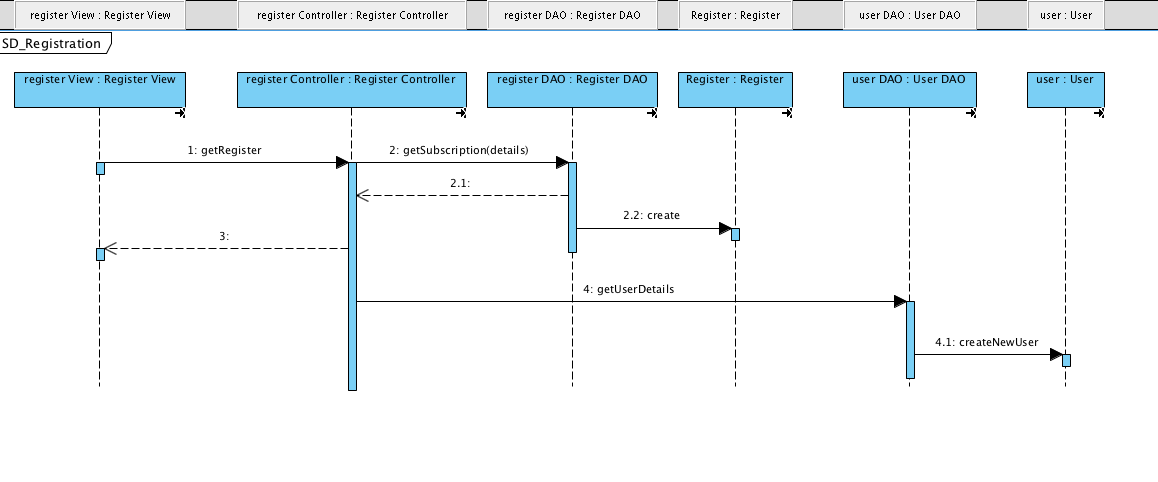 register View : Register View
register Controller : Register Controller
register DAO : Register DAO
Register : Register
user DAO : User DAO
user : User
SD_Registration
register View : Register View
register Controller : Register Controller
register DAO : Register DAO
Register : Register
user DAO : User DAO
user : User
1: getRegister
2: getSubscription(details)
2.1:
2.2: create
3:
4: getUserDetails
4.1: createNewUser